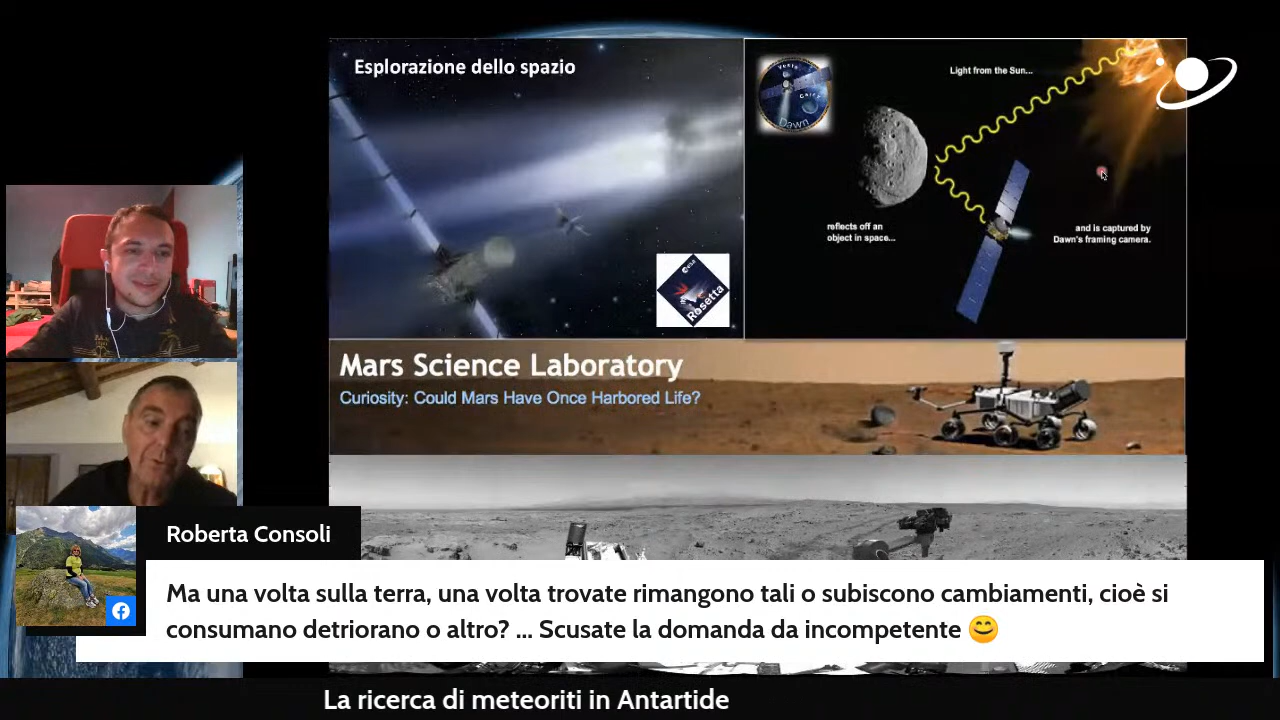 Esplorazione dello spazio
esa
Rosetta
Vesta
Ceres
Dawn
Light from the Sun...
reflects off an
object in space...
and is captured by
Dawn's framing camera.
Mars Science Laboratory
Curiosity: Could Mars Have Once Harbored Life?
Roberta Consoli
Ma una volta sulla terra, una volta trovate rimangono tali o subiscono cambiamenti, cioè si
consumano detriorano o altro? ... Scusate la domanda da incompetente 😊
La ricerca di meteoriti in Antartide